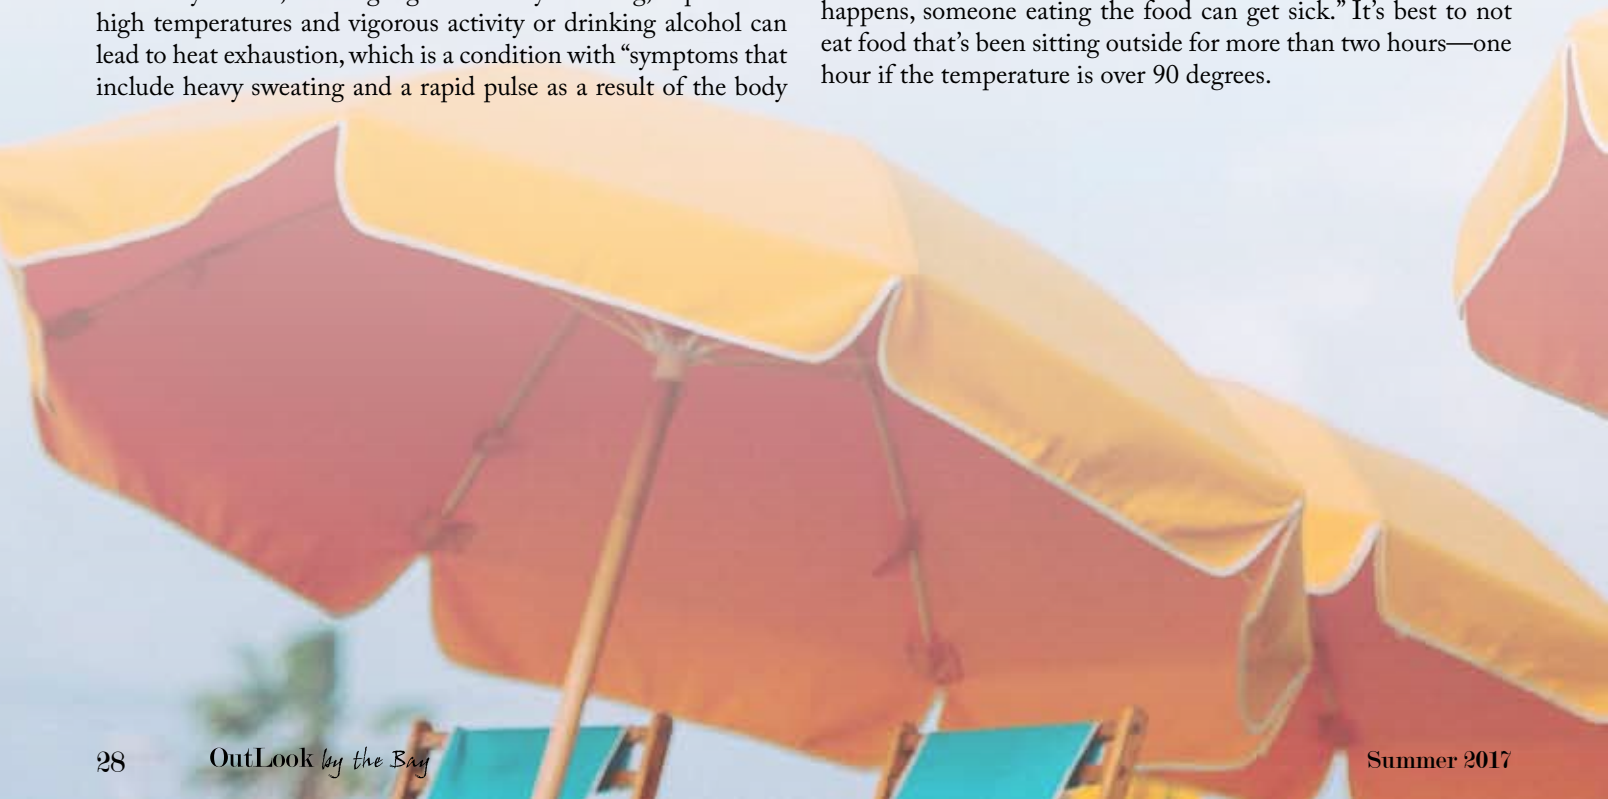 high temperatures and vigorous activity or drinking alcohol can
lead to heat exhaustion, which is a condition with “symptoms that
include heavy sweating and a rapid pulse as a result of the body
happens, someone eating the food can get sick.” It’s best to not
eat food that’s been sitting outside for more than two hours—one
hour if the temperature is over 90 degrees.
28 OutLook by the Bay Summer 2017